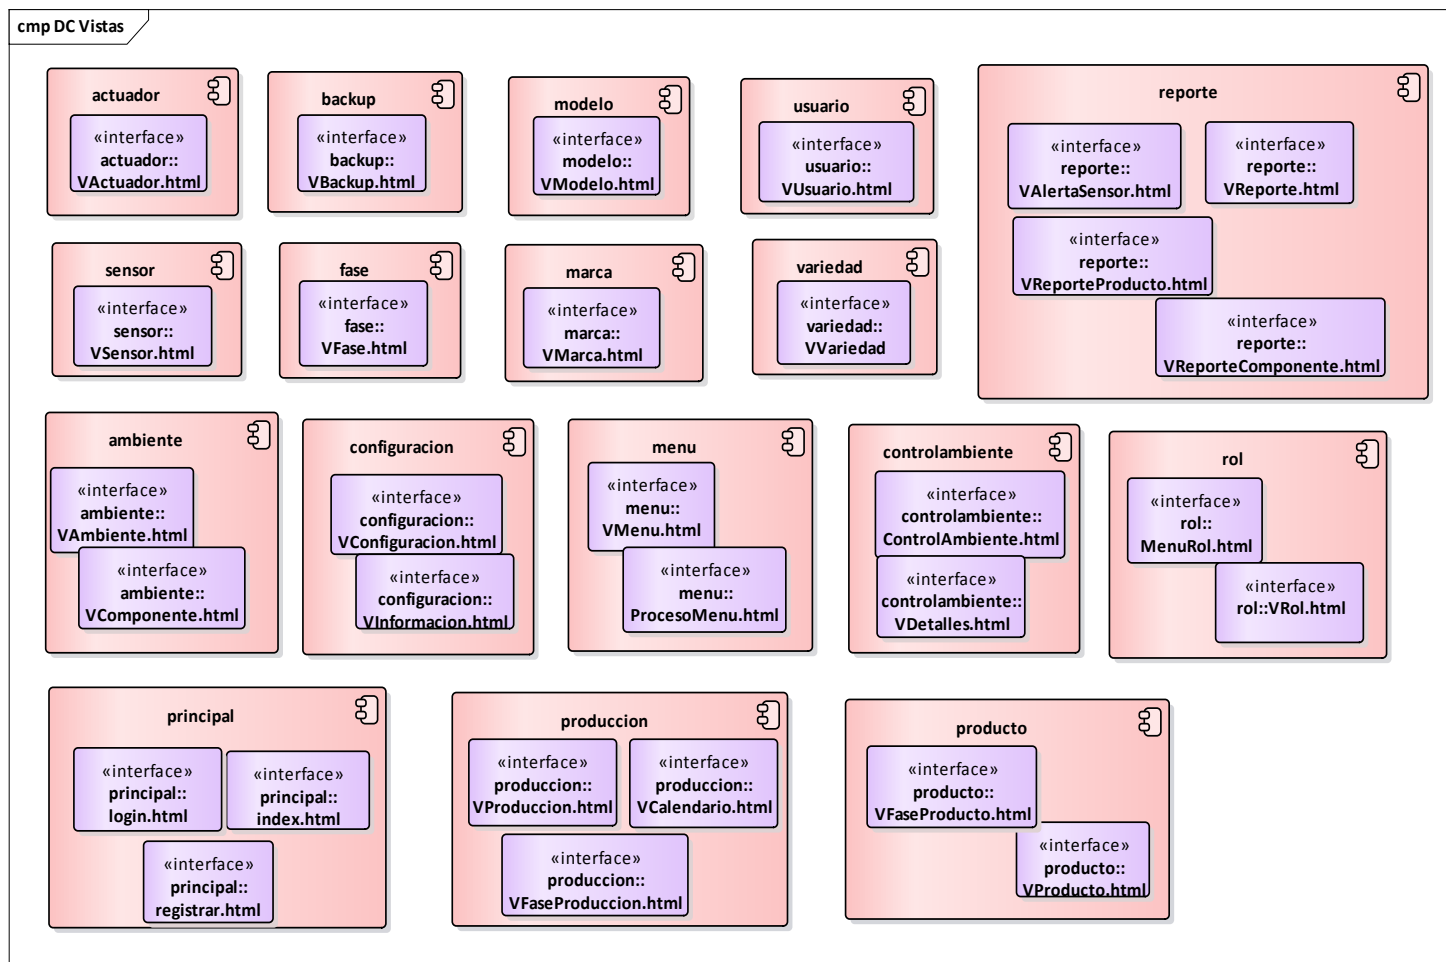 cmp DC Vistas
actuador
«interface»
actuador::
VActuador.html
backup
«interface»
backup::
VBackup.html
modelo
«interface»
modelo::
VModelo.html
usuario
«interface»
usuario::
VUsuario.html
reporte
«interface»
reporte::
VAlertaSensor.html
«interface»
reporte::
VReporte.html
«interface»
reporte::
VReporteProducto.html
«interface»
reporte::
VReporteComponente.html
sensor
«interface»
sensor::
VSensor.html
fase
«interface»
fase::
VFase.html
marca
«interface»
marca::
VMarca.html
variedad
«interface»
variedad::
VVariedad
ambiente
«interface»
ambiente::
VAmbiente.html
«interface»
ambiente::
VComponente.html
configuracion
«interface»
configuracion::
VConfiguracion.html
«interface»
configuracion::
VInformacion.html
menu
«interface»
menu::
VMenu.html
«interface»
menu::
ProcesoMenu.html
controlambiente
«interface»
controlambiente::
ControlAmbiente.html
«interface»
controlambiente::
VDetalles.html
rol
«interface»
rol::
MenuRol.html
«interface»
rol::VRol.html
principal
«interface»
principal::
login.html
«interface»
principal::
index.html
«interface»
principal::
registrar.html
produccion
«interface»
produccion::
VProduccion.html
«interface»
produccion::
VCalendario.html
«interface»
produccion::
VFaseProduccion.html
producto
«interface»
producto::
VFaseProducto.html
«interface»
producto::
VProducto.html